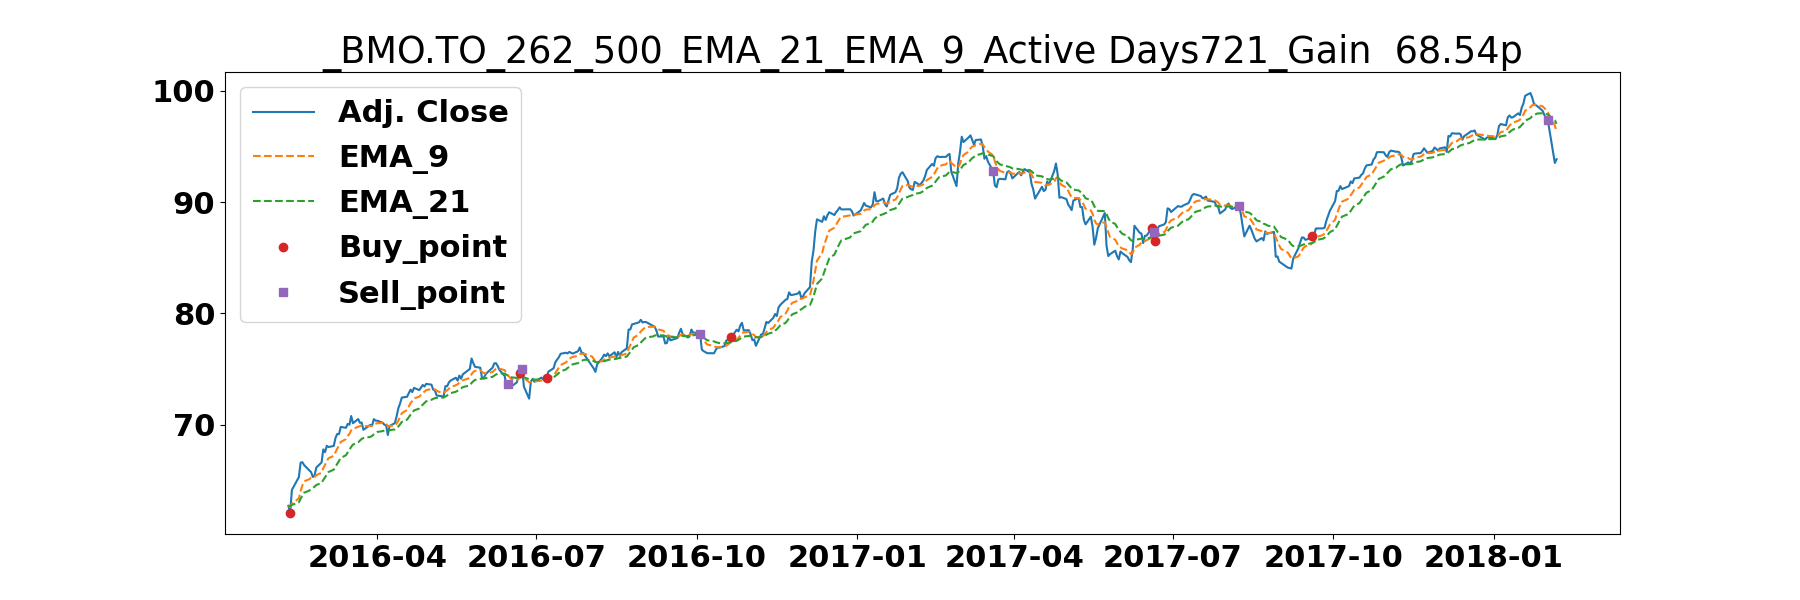 _BMO.TO_262_500_EMA_21_EMA_9_Active Days721_Gain  68.54p
100
90
80
70
Adj. Close
EMA_9
EMA_21
Buy_point
Sell_point
2016-04 2016-07 2016-10 2017-01 2017-04 2017-07 2017-10 2018-01